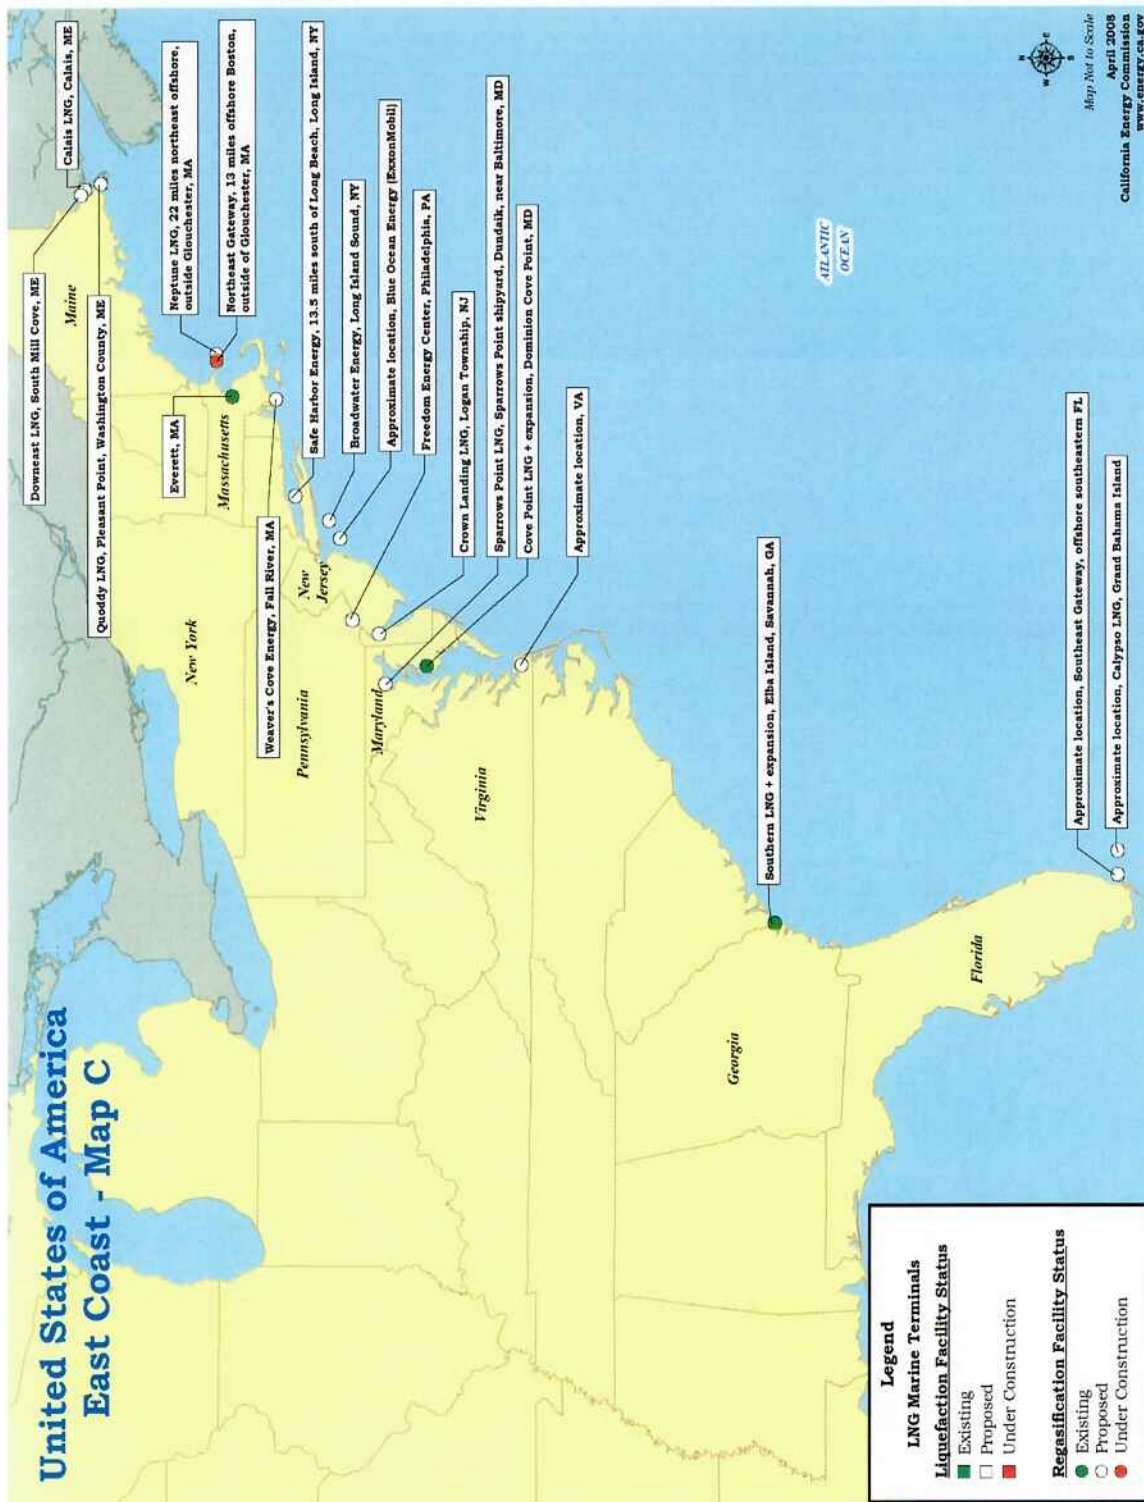 United States of America
East Coast - Map C
Downeast LNG, South Mill Cove, ME
Calais LNG, Calais, ME
Maine
Quoddy LNG, Pleasant Point, Washington County, ME
Neptune LNG, 22 miles northeast offshore,
outside Glouchester, MA
Northeast Gateway, 13 miles offshore Boston,
outside of Glouchester, MA
Everett, MA
Massachusetts
Weaver's Cove Energy, Fall River, MA
New York
Safe Harbor Energy, 13.5 miles south of Long Beach, Long Island, NY
Broadwater Energy, Long Island Sound, NY
Approximate location, Blue Ocean Energy (ExxonMobil)
New
Jersey
Freedom Energy Center, Philadelphia, PA
Pennsylvania
Crown Landing LNG, Logan Township, NJ
Maryland
Sparrows Point LNG, Sparrows Point shipyard, Dundalk, near Baltimore, MD
Cove Point LNG + expansion, Dominion Cove Point, MD
Virginia
Approximate location, VA
Southern LNG + expansion, Elba Island, Savannah, GA
Georgia
Florida
Approximate location, Southeast Gateway, offshore southeastern FL
Approximate location, Calypso LNG, Grand Bahama Island
ATLANTIC
OCEAN
Legend
LNG Marine Terminals
Liquefaction Facility Status
Existing
Proposed
Under Construction
Regasification Facility Status
Existing
Proposed
Under Construction
N
W E
S
Map Not to Scale
April 2008
California Energy Commission
www.energy.ca.gov